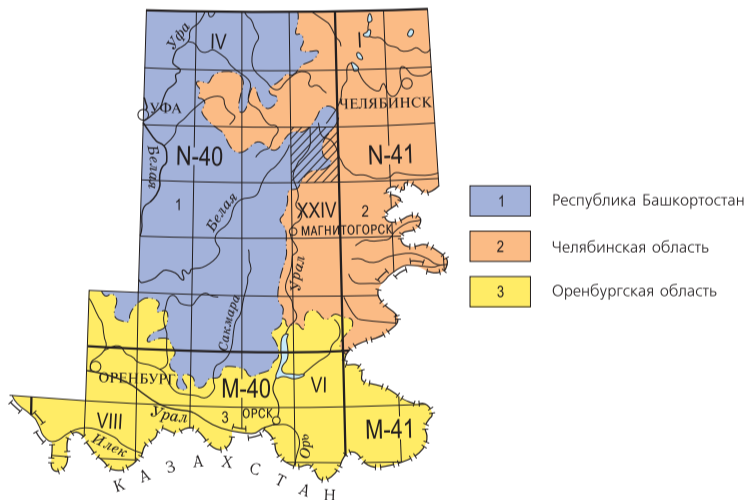 Уфа
IV
I
УФА
ЧЕЛЯБИНСК
N-40
N-41
Белая
1
Белая
XXIV
2
МАГНИТОГОРСК
Урал
Сакмара
ОРЕНБУРГ
M-40
VI
VIII
Урал
3
ОРСК
M-41
Илек
Орь
КАЗАХСТАН
1 Республика Башкортостан
2 Челябинская область
3 Оренбургская область